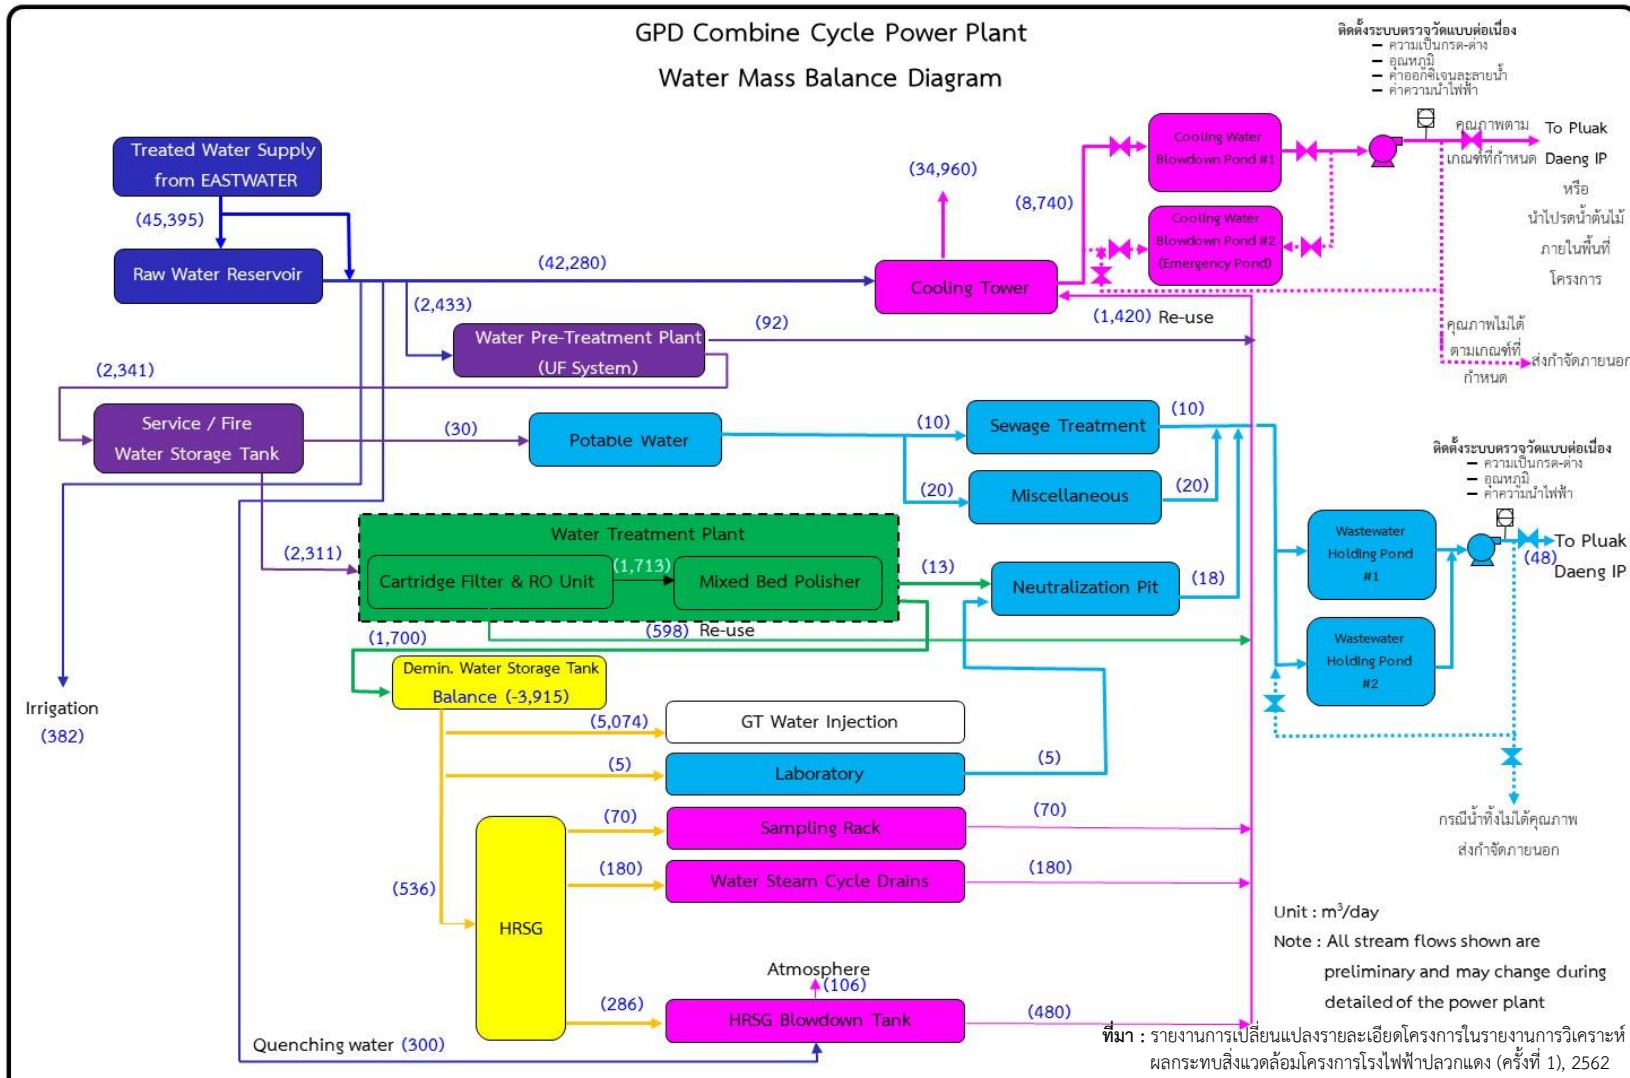 GPD Combine Cycle Power Plant
Water Mass Balance Diagram
ติดตั้งระบบตรวจวัดแบบต่อเนื่อง
– ความเป็นกรด-ด่าง
– อุณหภูมิ
– ค่าออกซิเจนละลายน้ำ
– ค่าความนำไฟฟ้า
Treated Water Supply
from EASTWATER
(45,395)
Raw Water Reservoir
(42,280)
(34,960)
Cooling Tower
(8,740)
Cooling Water
Blowdown Pond #1
Cooling Water
Blowdown Pond #2
(Emergency Pond)
คุณภาพตาม
เกณฑ์ที่กำหนด
To Pluak
Daeng IP
หรือ
นำไปรดน้ำต้นไม้
ภายในพื้นที่
โครงการ
(2,433)
Water Pre-Treatment Plant
(UF System)
(92)
(1,420) Re-use
คุณภาพไม่ได้
ตามเกณฑ์ที่
กำหนด
ส่งกำจัดภายนอก
(2,341)
Service / Fire
Water Storage Tank
(30)
Potable Water
(10)
Sewage Treatment
(10)
(20)
Miscellaneous
(20)
ติดตั้งระบบตรวจวัดแบบต่อเนื่อง
– ความเป็นกรด-ด่าง
– อุณหภูมิ
– ค่าความนำไฟฟ้า
(2,311)
Water Treatment Plant
Cartridge Filter & RO Unit
(1,713)
Mixed Bed Polisher
(13)
Neutralization Pit
(18)
Wastewater
Holding Pond
#1
Wastewater
Holding Pond
#2
To Pluak
(48)
Daeng IP
(598) Re-use
(1,700)
Demin. Water Storage Tank
Balance (-3,915)
Irrigation
(382)
(5,074)
GT Water Injection
(5)
Laboratory
(5)
(70)
Sampling Rack
(70)
(180)
Water Steam Cycle Drains
(180)
(536)
HRSG
กรณีน้ำทิ้งไม่ได้คุณภาพ
ส่งกำจัดภายนอก
Atmosphere
(106)
(286)
HRSG Blowdown Tank
(480)
Quenching water (300)
Unit : m³/day
Note : All stream flows shown are
preliminary and may change during
detailed of the power plant
ที่มา : รายงานการเปลี่ยนแปลงรายละเอียดโครงการในรายงานการวิเคราะห์
ผลกระทบสิ่งแวดล้อมโครงการโรงไฟฟ้าปลวกแดง (ครั้งที่ 1), 2562